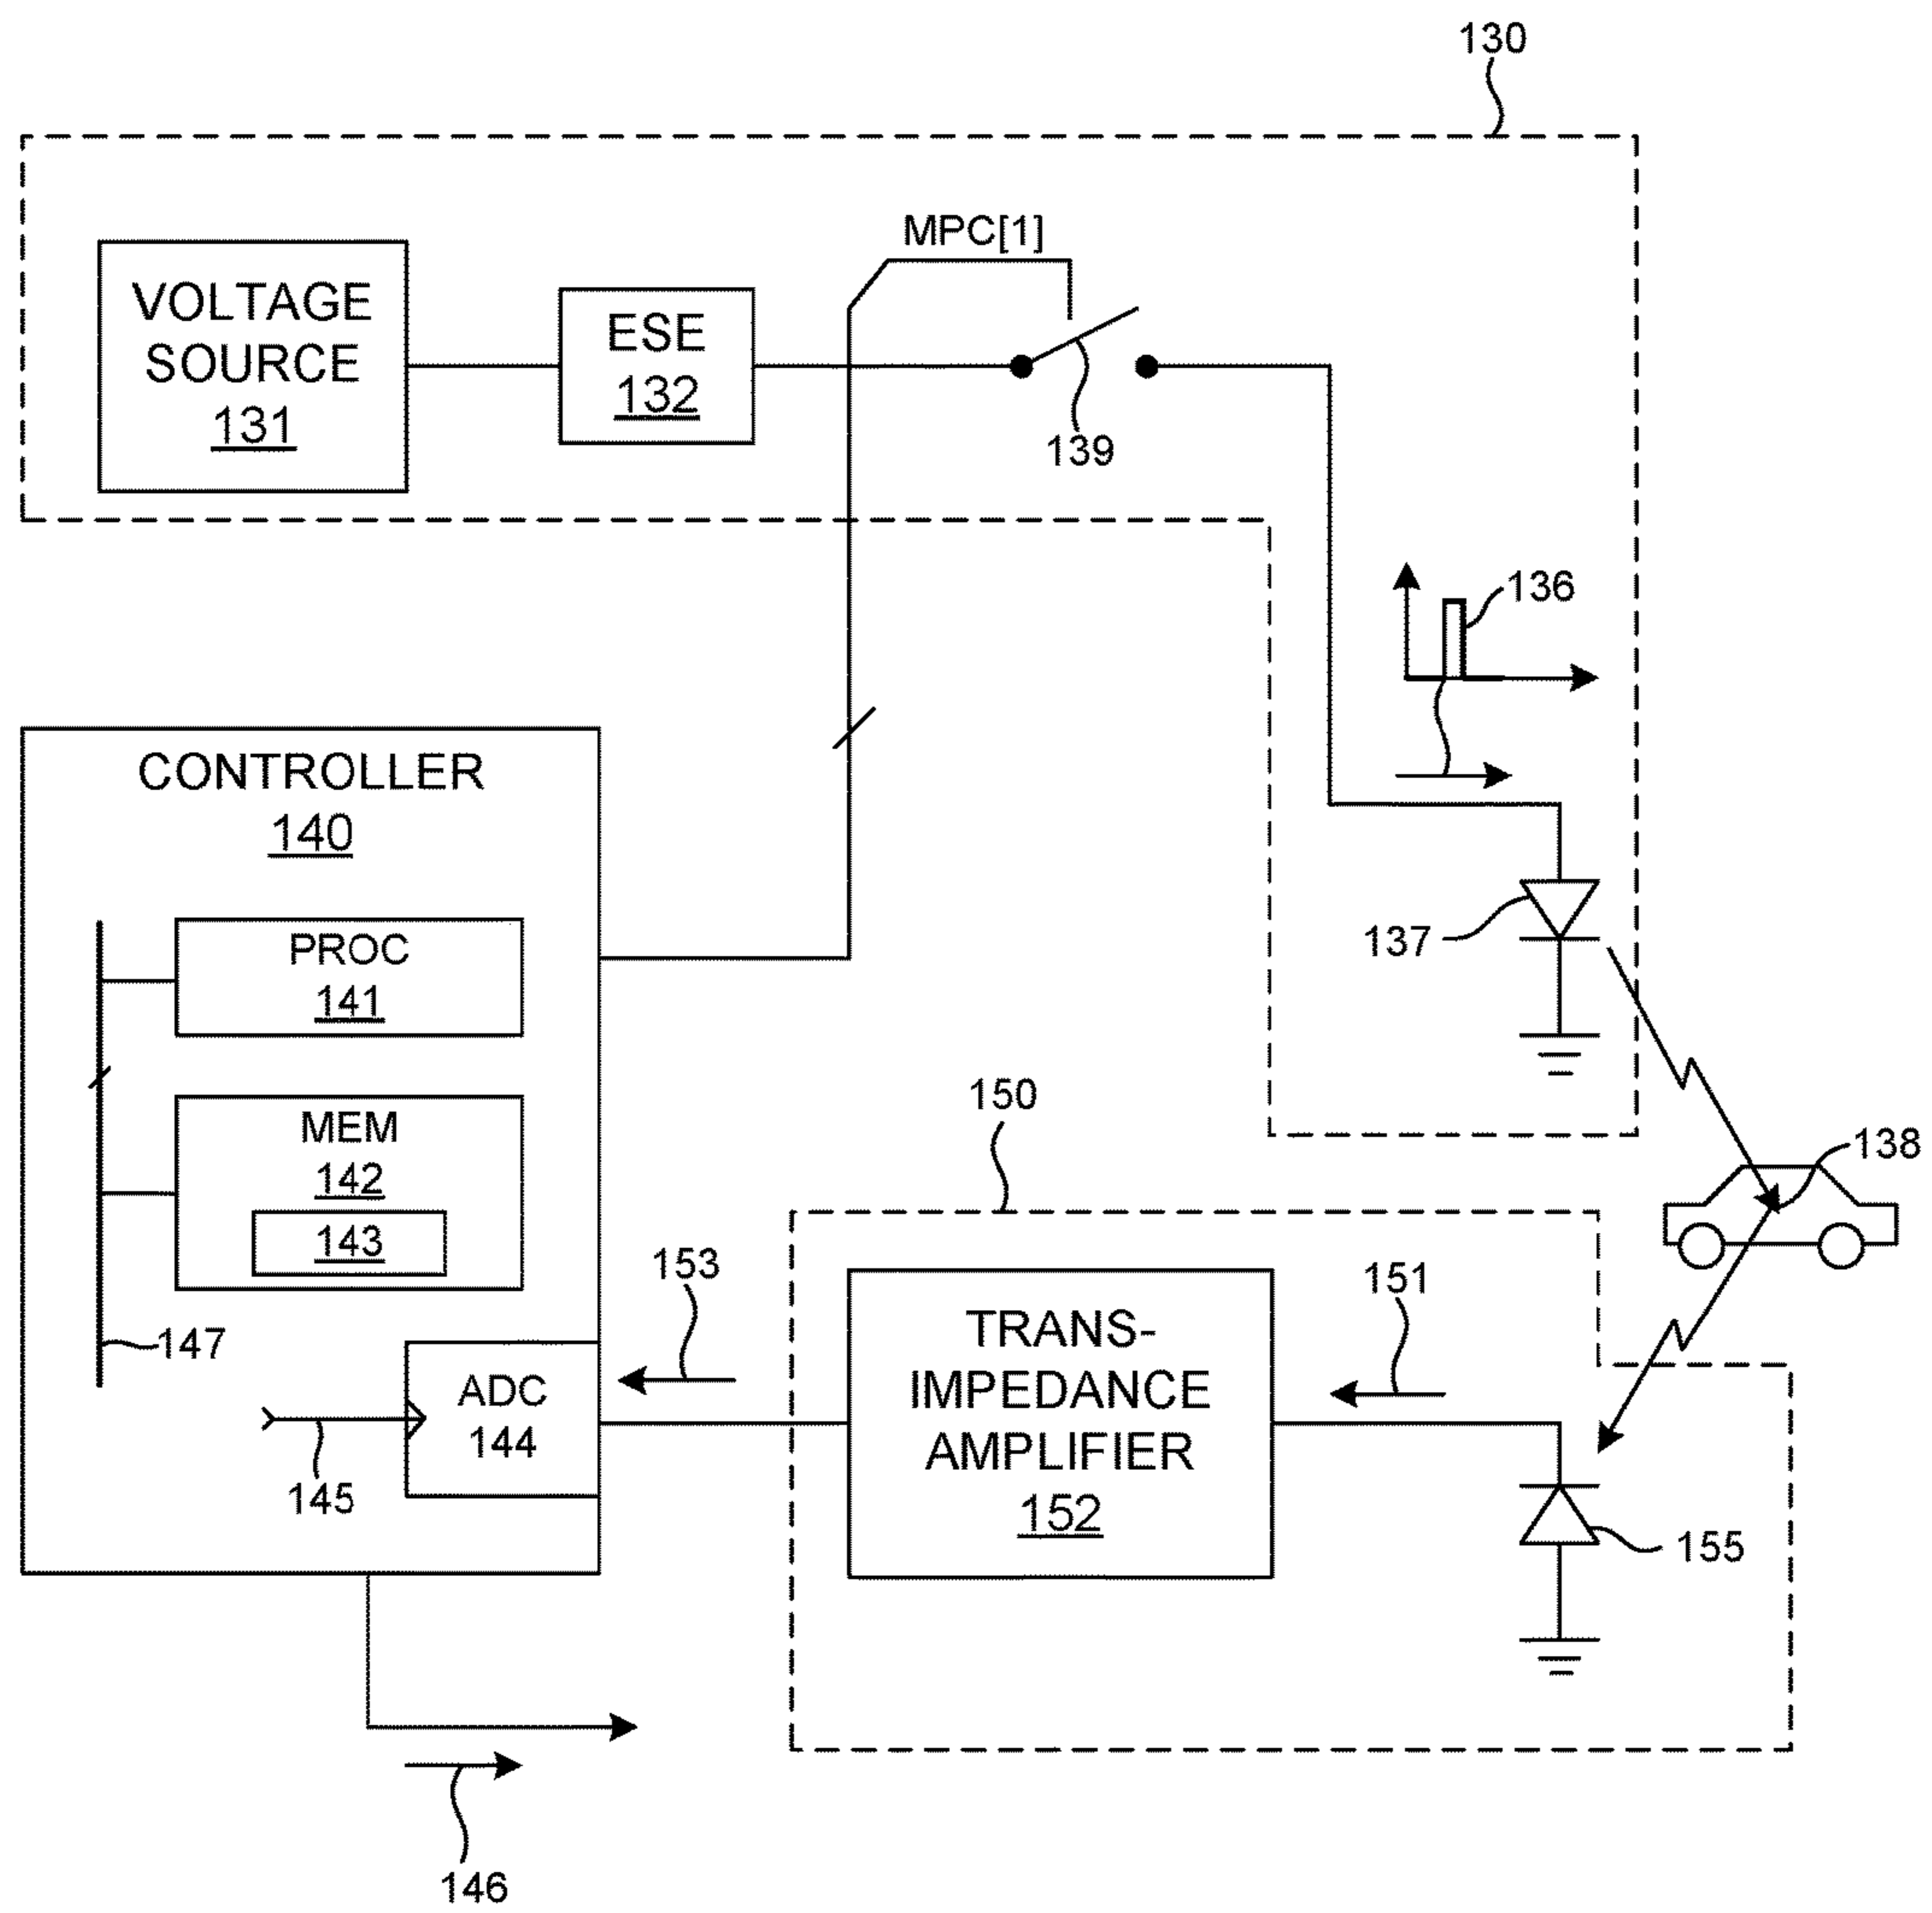 130
MPC[1]
VOLTAGE
SOURCE
131
ESE
132
139
136
CONTROLLER
140
137
PROC
141
150
MEM
142
143
138
153
151
147
TRANS-
IMPEDANCE
AMPLIFIER
152
ADC
144
145
155
146